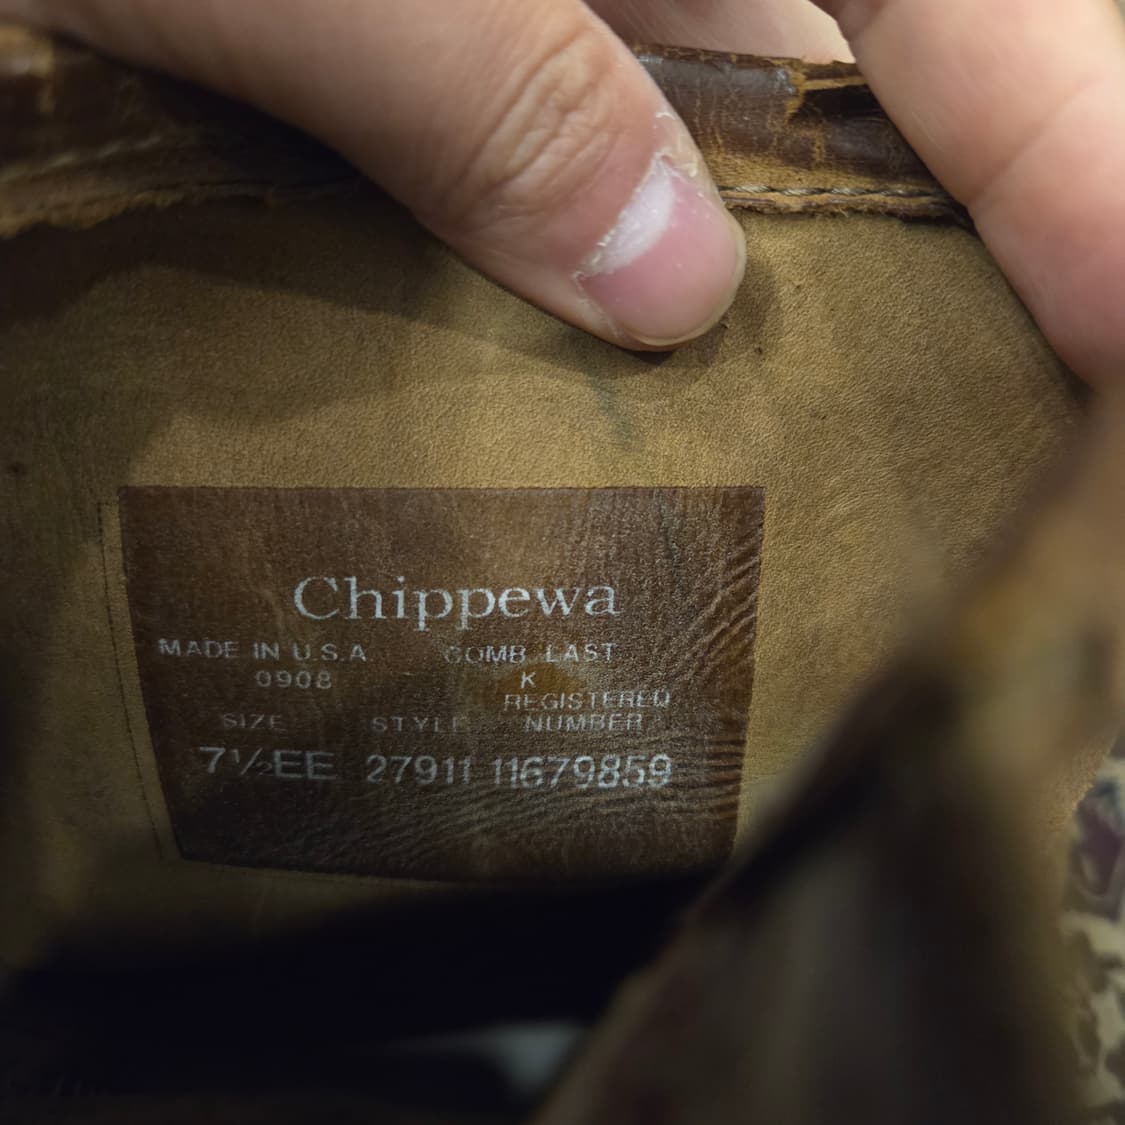 Chippewa
MADE IN U.S.A COMB LAST
0908 K
REGISTERED
SIZE STYLE NUMBER
7½EE 27911 11679859